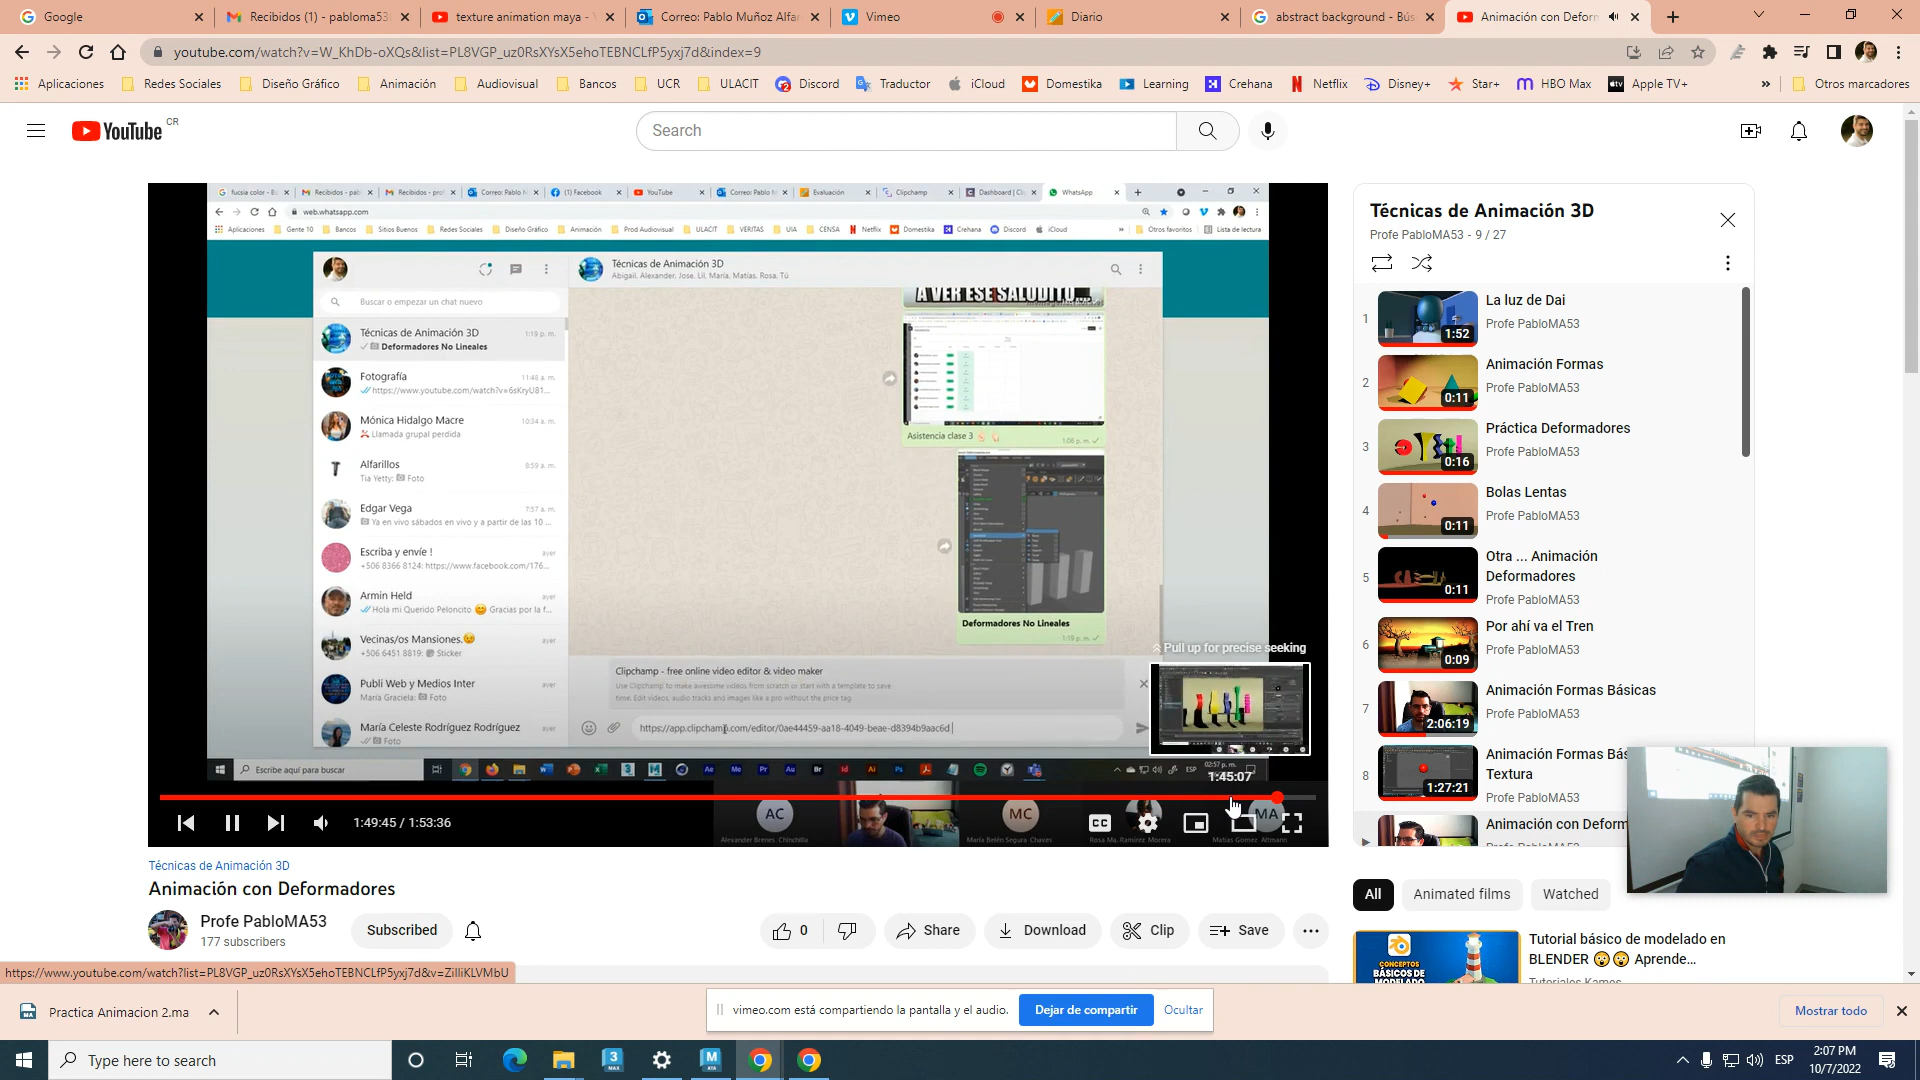 Google
Recibidos (1) - pabloma53
texture animation maya -
Correo: Pablo Muñoz Alfar
Vimeo
Diario
abstract background - Bús
Animación con Deform
youtube.com/watch?v=W_KhDb-oXQs&list=PL8VGP_uz0RsXYsX5ehoTEBNCLfP5yxj7d&index=9
Aplicaciones
Redes Sociales
Diseño Gráfico
Animación
Audiovisual
Bancos
UCR
ULACIT
Discord
Traductor
iCloud
Domestika
Learning
Crehana
Netflix
Disney+
Star+
HBO Max
Apple TV+
»
Otros marcadores
YouTube CR
Search
fucsia color - B
Recibidos - pab
Recibidos - pro
Correo: Pablo M
(1) Facebook
YouTube
Correo: Pablo M
Evaluación
Clipchamp
Dashboard | Cli
WhatsApp
web.whatsapp.com
Aplicaciones
Gente 10
Bancos
Sitios Buenos
Redes Sociales
Diseño Gráfico
Animación
Prod Audiovisual
ULACIT
VERITAS
UIA
CENSA
Netflix
Domestika
Crehana
Discord
iCloud
»
Otros favoritos
Lista de lectura
Técnicas de Animación 3D
Abigail, Alexander, Jose, Lil, María, Matías, Rosa, Tú
Buscar o empezar un chat nuevo
Técnicas de Animación 3D
1:19 p. m.
Deformadores No Lineales
Fotografía
11:48 a. m.
https://www.youtube.com/watch?v=6sKryU81...
Mónica Hidalgo Macre
10:34 a. m.
Llamada grupal perdida
Alfarillos
8:59 a. m.
Tia Yetty: Foto
Edgar Vega
7:57 a. m.
Ya en vivo sábados en vivo y a partir de las 10 ...
Escriba y envíe !
ayer
+506 8366 8124: https://www.facebook.com/176...
Armin Held
ayer
Hola mi Querido Peloncito 😊 Gracias por la f...
Vecinas/os Mansiones.
ayer
+506 6451 8819: Sticker
Publi Web y Medios Inter
ayer
María Graciela: Foto
María Celeste Rodríguez Rodríguez
ayer
Foto
A VER ESE SALUDITO....
Asistencia clase 3
1:06 p. m.
Deformadores No Lineales
1:19 p. m.
Clipchamp - free online video editor & video maker
Use Clipchamp to make awesome videos from scratch or start with a template to save
time. Edit videos, audio tracks and images like a pro without the price tag.
https://app.clipchamp.com/editor/0ae44459-aa18-4049-beae-d8394b9aac6d
Escribe aquí para buscar
ESP
02:57 p. m.
Pull up for precise seeking
1:45:07
1:49:45 / 1:53:36
AC
Alexander Brenes Chinchilla
MC
María Belén Segura Chaves
Rosa Ma. Ramírez Morera
MA
Matías Gomez Altmann
CC
Técnicas de Animación 3D
Profe PabloMA53 - 9 / 27
1
1:52
La luz de Dai
Profe PabloMA53
2
0:11
Animación Formas
Profe PabloMA53
3
0:16
Práctica Deformadores
Profe PabloMA53
4
0:11
Bolas Lentas
Profe PabloMA53
5
0:11
Otra ... Animación
Deformadores
Profe PabloMA53
6
0:09
Por ahí va el Tren
Profe PabloMA53
7
2:06:19
Animación Formas Básicas
Profe PabloMA53
8
1:27:21
Animación Formas Bás
Textura
Profe PabloMA53
Animación con Deform
Técnicas de Animación 3D
Animación con Deformadores
Profe PabloMA53
177 subscribers
Subscribed
0
Share
Download
Clip
Save
All
Animated films
Watched
CONCEPTOS
BÁSICOS DE
MODELADO
Tutorial básico de modelado en
BLENDER 😲😲 Aprende...
Tutoriales Kames
https://www.youtube.com/watch?list=PL8VGP_uz0RsXYsX5ehoTEBNCLfP5yxj7d&v=ZilliKLVMbU
Practica Animacion 2.ma
vimeo.com está compartiendo la pantalla y el audio.
Dejar de compartir
Ocultar
Mostrar todo
Type here to search
ESP
2:07 PM
10/7/2022